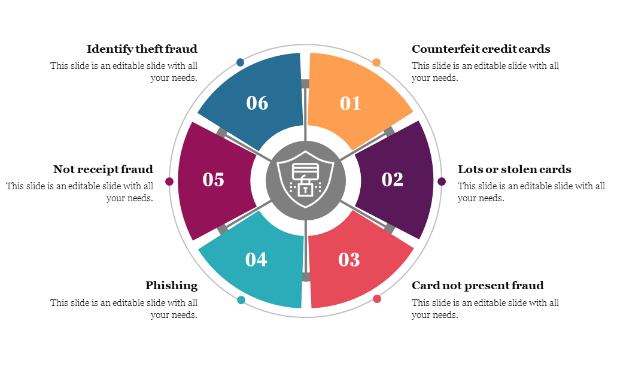 Identify theft fraud
This slide is an editable slide with all
your needs.
Counterfeit credit cards
This slide is an editable slide with all
your needs.
06
01
Not receipt fraud
This slide is an editable slide with all
your needs.
05
02
Lots or stolen cards
This slide is an editable slide with all
your needs.
04
03
Phishing
This slide is an editable slide with all
your needs.
Card not present fraud
This slide is an editable slide with all
your needs.